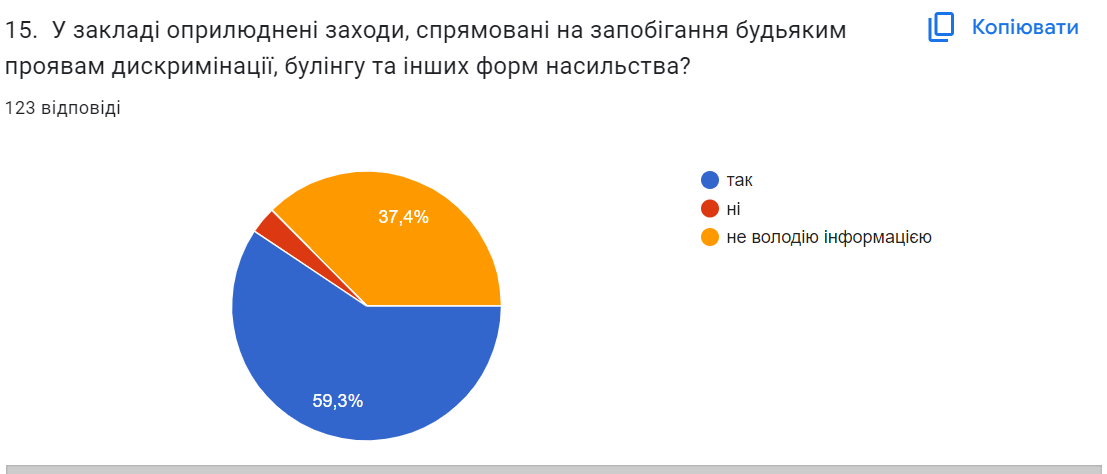 15. У закладі оприлюднені заходи, спрямовані на запобігання будьяким
проявам дискримінації, булінгу та інших форм насильства?
Копіювати
123 відповіді
37,4%
59,3%
так
ні
не володію інформацією